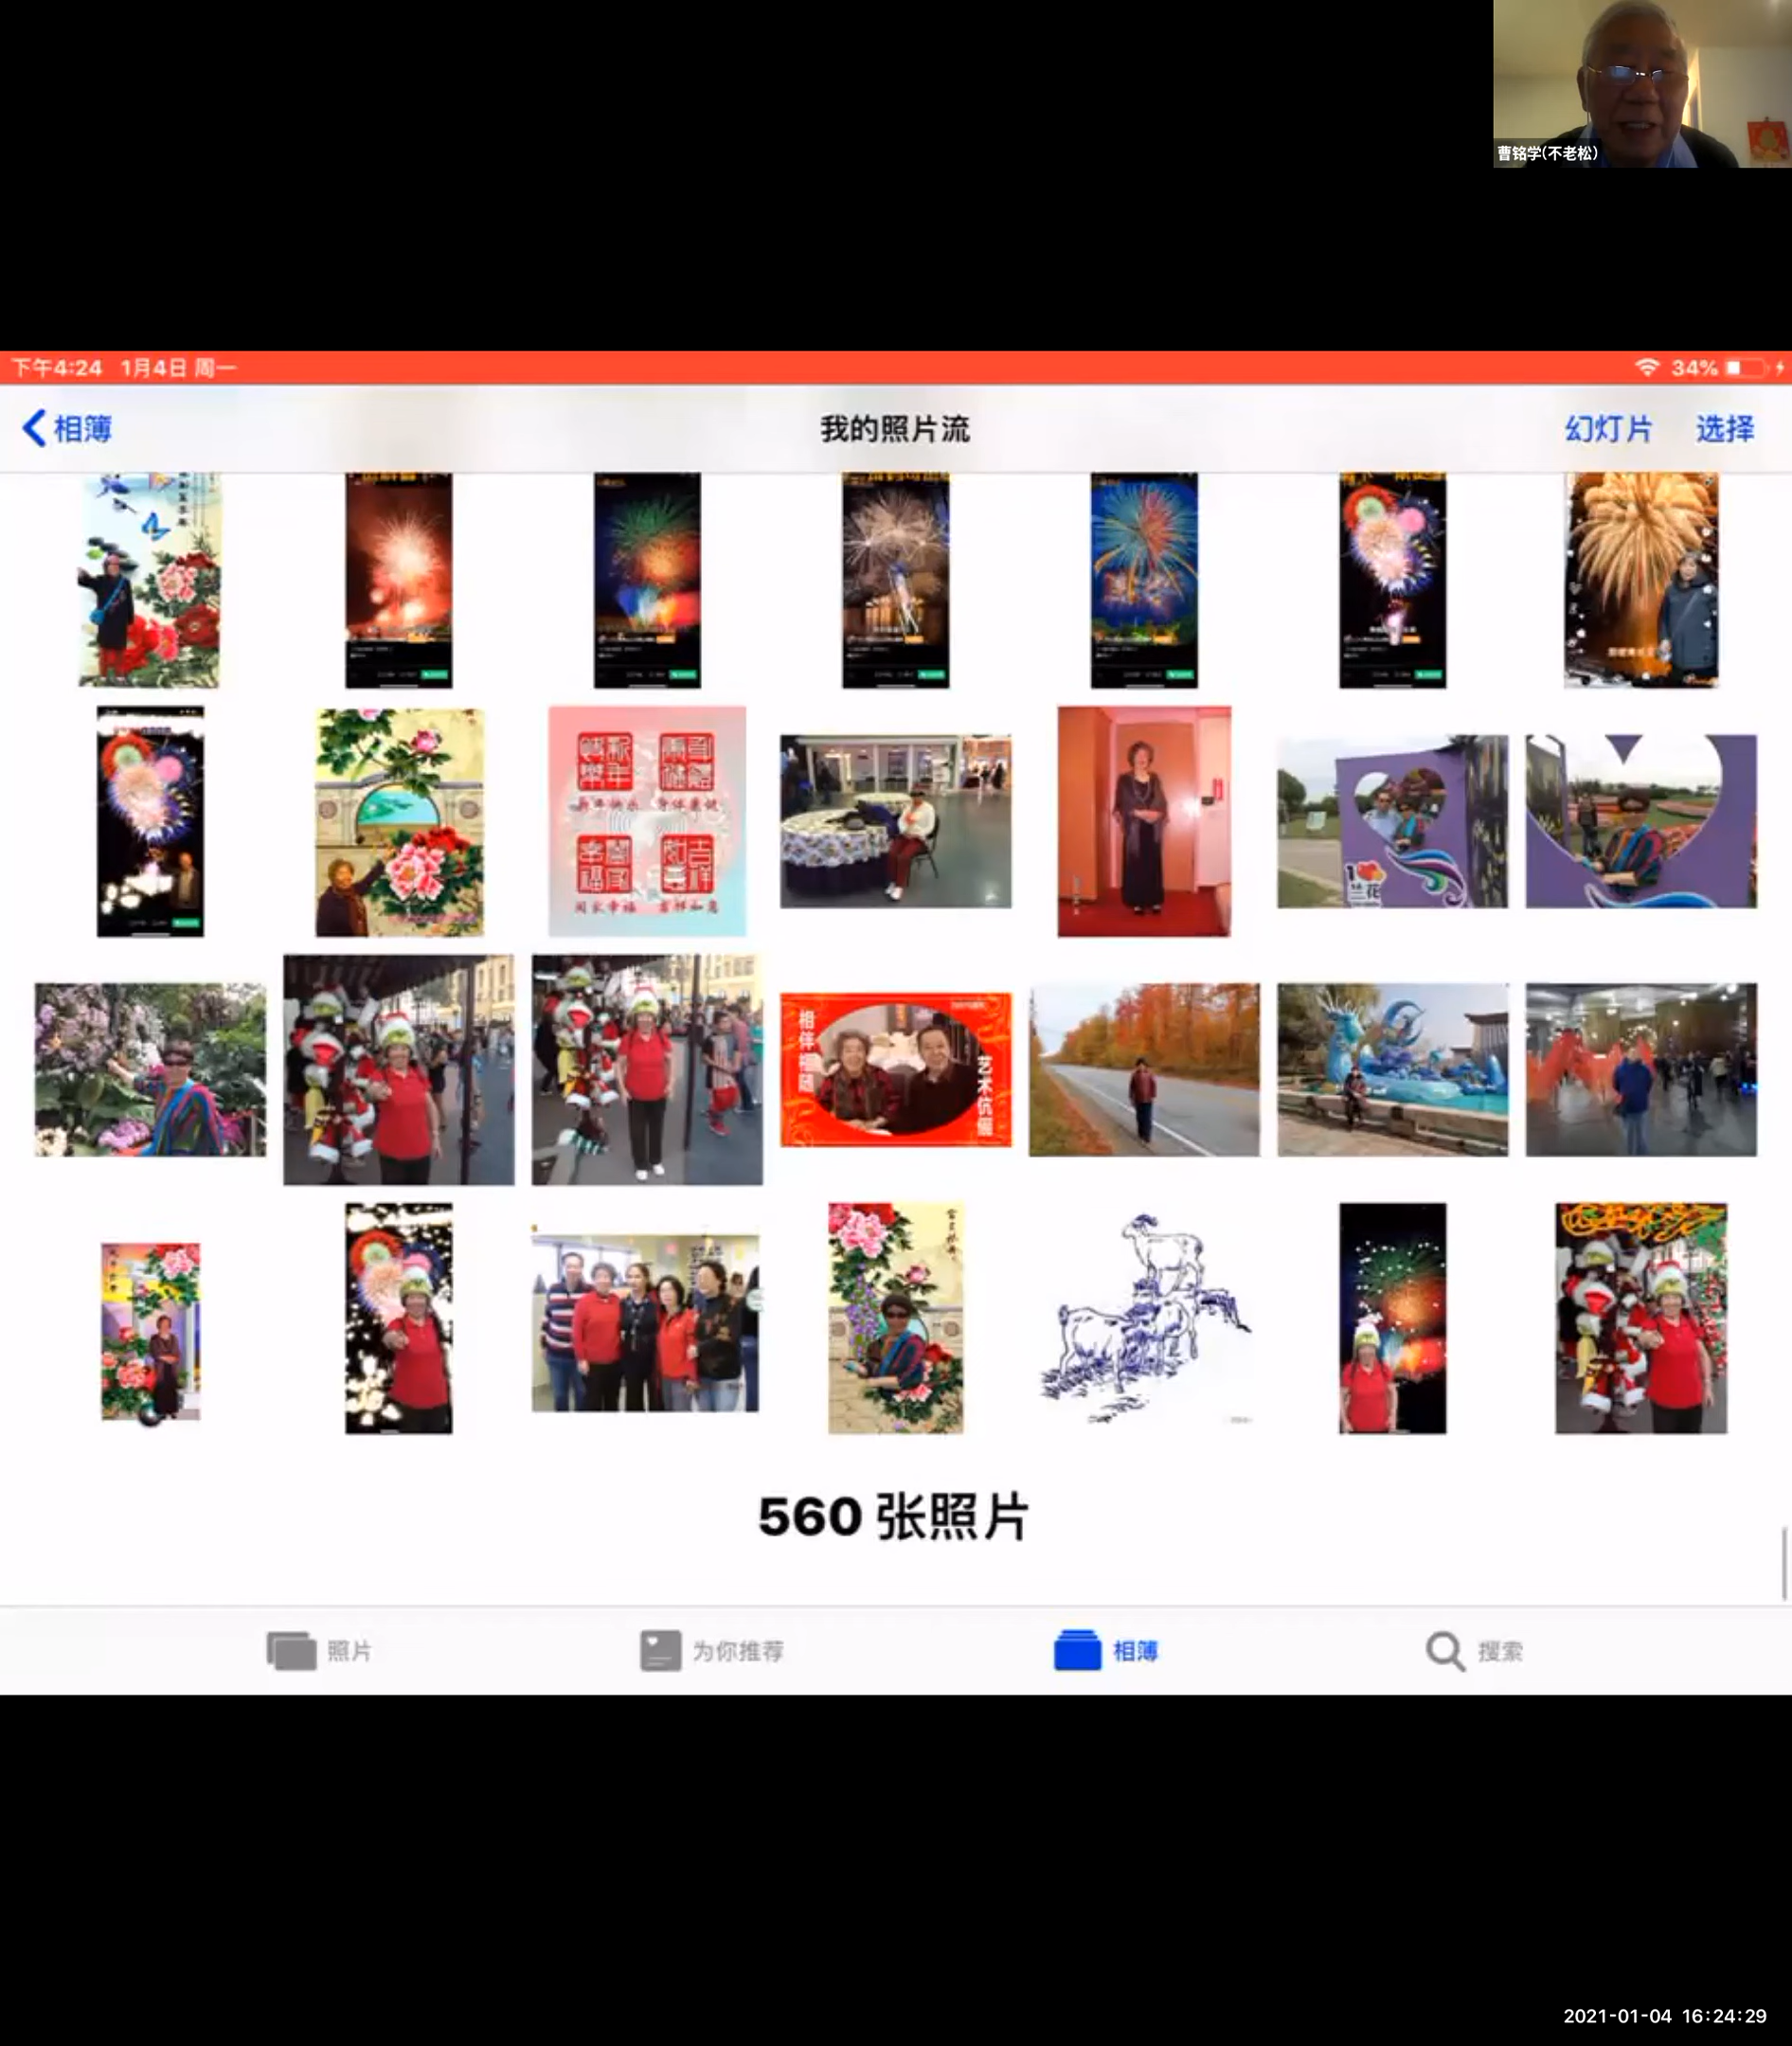 曹铭学(不老松)
下午4:24 1月4日 周一
34%
相簿
我的照片流
幻灯片
选择
新年快乐 身体康健
阖家幸福 吉祥如意
相伴相随
艺术伉俪
560 张照片
照片
为你推荐
相簿
搜索
2021-01-04 16:24:29